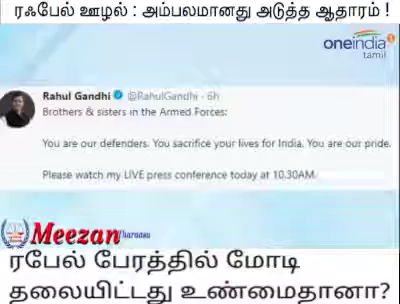 ரஃபேல் ஊழல் : அம்பலமானது அடுத்த ஆதாரம் !
oneindia
tamil
Rahul Gandhi @RahulGandhi · 6h
Brothers & sisters in the Armed Forces:
You are our defenders. You sacrifice your lives for India. You are our pride.
Please watch my LIVE press conference today at 10.30AM.
Meezan
ரபேல் பேரத்தில் மோடி
தலையிட்டது உண்மைதானா?